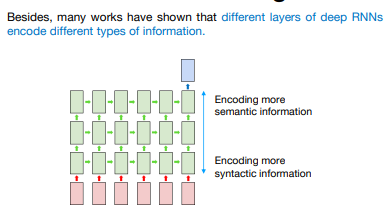 Besides, many works have shown that different layers of deep RNNs
encode different types of information.
Encoding more
semantic information
Encoding more
syntactic information